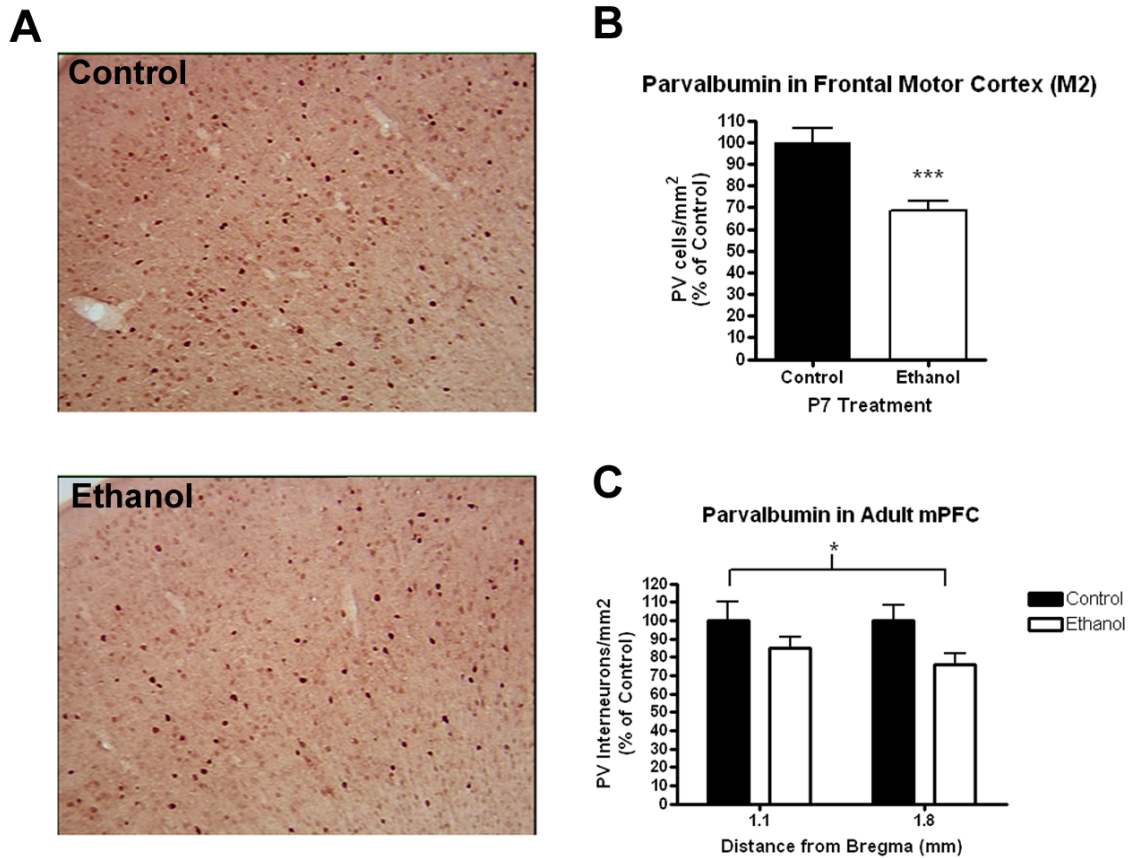 A
Control
Ethanol
B
Parvalbumin in Frontal Motor Cortex (M2)
PV cells/mm2
(% of Control)
110
100
90
80
70
60
50
40
30
20
10
0
***
Control Ethanol
P7 Treatment
C
Parvalbumin in Adult mPFC
*
PV Interneurons/mm2
(% of Control)
120
110
100
90
80
70
60
50
40
30
20
10
0
1.1 1.8
Distance from Bregma (mm)
Control
Ethanol